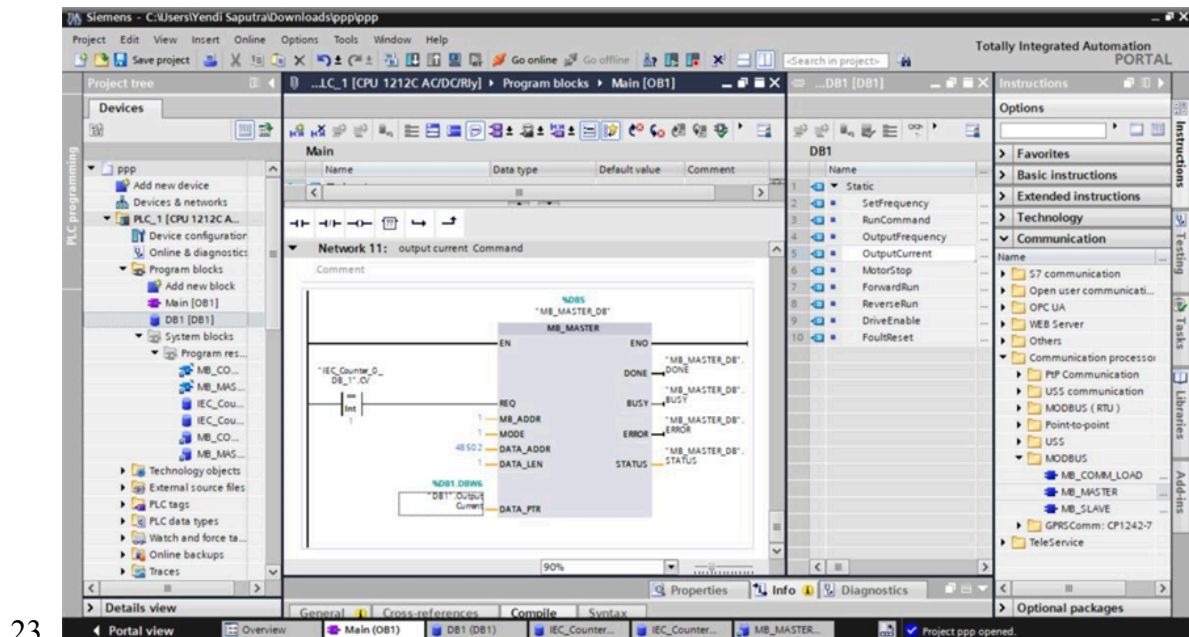 Siemens - C:\Users\Yendi Saputra\Downloads\ppp\ppp
Project Edit View Insert Online Options Tools Window Help
Totally Integrated Automation
PORTAL
Save project
Go online
Go offline
<Search in project>
Project tree
...LC_1 [CPU 1212C AC/DC/Rly] Program blocks Main [OB1]
...DB1 [DB1]
Instructions
Devices
Options
PLC programming
ppp
Add new device
Devices & networks
PLC_1 [CPU 1212C A...
Device configuration
Online & diagnostics
Program blocks
Add new block
Main [OB1]
DB1 [DB1]
System blocks
Program res...
MB_CO...
MB_MAS...
IEC_Cou...
IEC_Cou...
MB_CO...
MB_MAS...
Technology objects
External source files
PLC tags
PLC data types
Watch and force ta...
Online backups
Traces
Details view
Main
Name Data type Default value Comment
Network 11: output current Command
Comment
%DB5
"MB_MASTER_DB"
MB_MASTER
EN ENO
"IEC_Counter_0_
DB_1".CV
==
Int
1
REQ
1 MB_ADDR
1 MODE
48502 DATA_ADDR
1 DATA_LEN
%DB1.DBW6
"DB1".Output
Current
DATA_PTR
DONE
"MB_MASTER_DB".
DONE
BUSY
"MB_MASTER_DB".
BUSY
ERROR
"MB_MASTER_DB".
ERROR
STATUS
"MB_MASTER_DB".
STATUS
90%
DB1
Name
1 Static
2 SetFrequency ...
3 RunCommand ...
4 OutputFrequency ...
5 OutputCurrent ...
6 MotorStop ...
7 ForwardRun ...
8 ReverseRun ...
9 DriveEnable ...
10 FoultReset ...
Favorites
Basic instructions
Extended instructions
Technology
Communication
Name
S7 communication
Open user communicati...
OPC UA
WEB Server
Others
Communication processor
PtP Communication
USS communication
MODBUS ( RTU )
Point-to-point
USS
MODBUS
MB_COMM_LOAD
MB_MASTER
MB_SLAVE
GPRSComm: CP1242-7
TeleService
Optional packages
Instructions
Testing
Tasks
Libraries
Add-ins
Properties Info Diagnostics
General Cross-references Compile Syntax
Portal view Overview Main (OB1) DB1 (DB1) IEC_Counter... IEC_Counter... MB_MASTER... Project ppp opened.
23